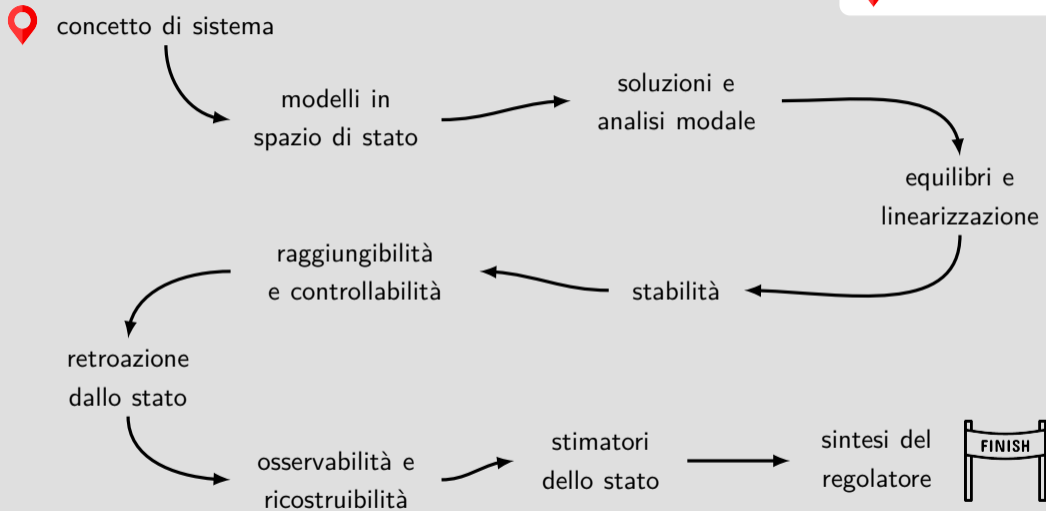 concetto di sistema
modelli in
spazio di stato
soluzioni e
analisi modale
equilibri e
linearizzazione
stabilità
raggiungibilità
e controllabilità
retroazione
dallo stato
osservabilità e
ricostruibilità
stimatori
dello stato
sintesi del
regolatore
FINISH